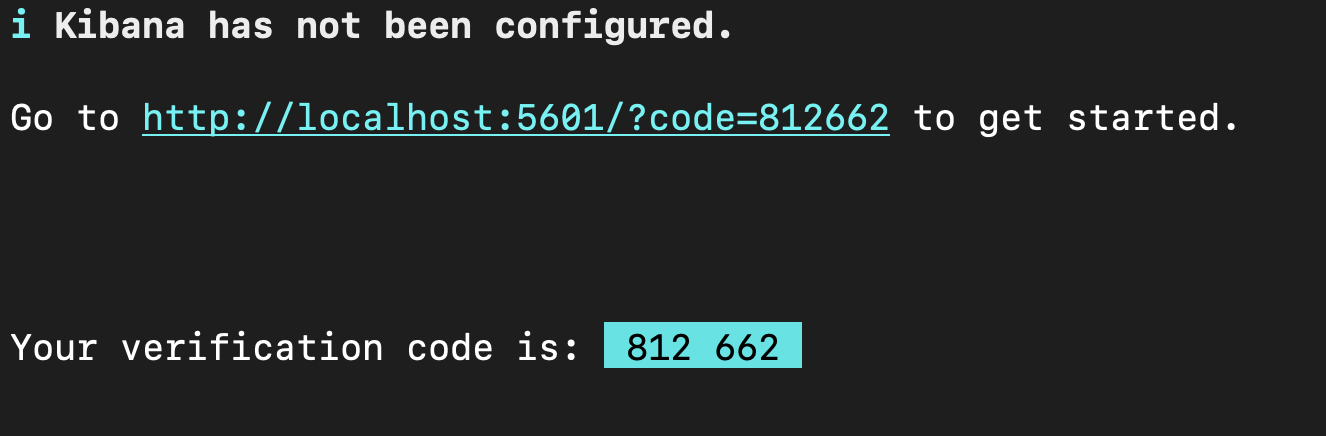 i Kibana has not been configured.
Go to http://localhost:5601/?code=812662 to get started.
Your verification code is: 812 662